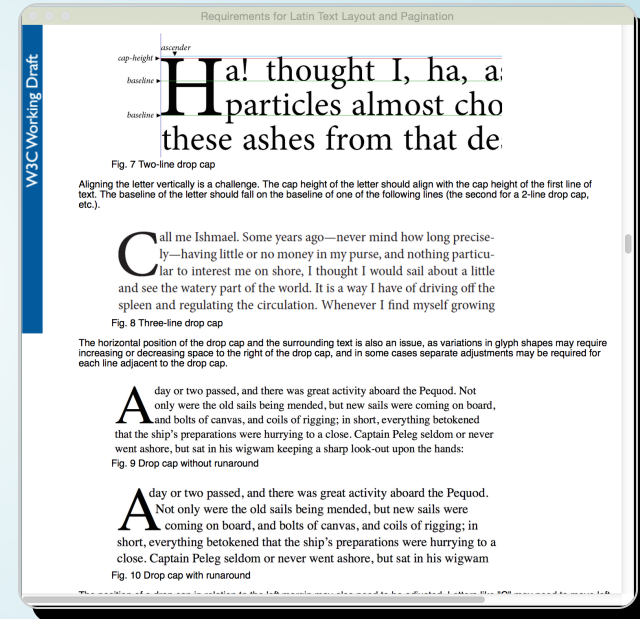 Requirements for Latin Text Layout and Pagination
W3C Working Draft
ascender
cap-height
baseline
baseline
Ha! thought I, ha, as
particles almost cho
these ashes from that de
Fig. 7 Two-line drop cap
Aligning the letter vertically is a challenge. The cap height of the letter should align with the cap height of the first line of
text. The baseline of the letter should fall on the baseline of one of the following lines (the second for a 2-line drop cap,
etc.).
Call me Ishmael. Some years ago—never mind how long precise-
ly—having little or no money in my purse, and nothing particu-
lar to interest me on shore, I thought I would sail about a little
and see the watery part of the world. It is a way I have of driving off the
spleen and regulating the circulation. Whenever I find myself growing
Fig. 8 Three-line drop cap
The horizontal position of the drop cap and the surrounding text is also an issue, as variations in glyph shapes may require
increasing or decreasing space to the right of the drop cap, and in some cases separate adjustments may be required for
each line adjacent to the drop cap.
A day or two passed, and there was great activity aboard the Pequod. Not
only were the old sails being mended, but new sails were coming on board,
and bolts of canvas, and coils of rigging; in short, everything betokened
that the ship's preparations were hurrying to a close. Captain Peleg seldom or never
went ashore, but sat in his wigwam keeping a sharp look-out upon the hands:
Fig. 9 Drop cap without runaround
A day or two passed, and there was great activity aboard the Pequod.
Not only were the old sails being mended, but new sails were
coming on board, and bolts of canvas, and coils of rigging; in
short, everything betokened that the ship's preparations were hurrying to a
close. Captain Peleg seldom or never went ashore, but sat in his wigwam
Fig. 10 Drop cap with runaround